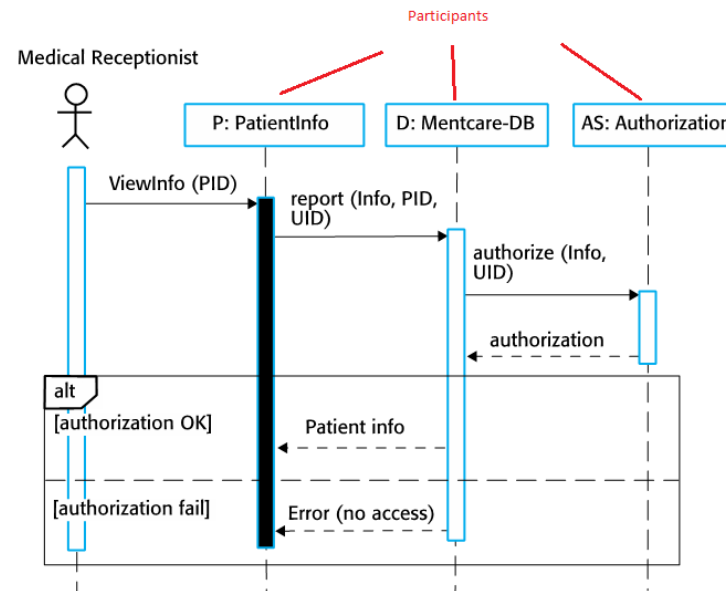 Participants
Medical Receptionist
P: PatientInfo
D: Mentcare-DB
AS: Authorization
ViewInfo (PID)
report (Info, PID,
UID)
authorize (Info,
UID)
authorization
alt
[authorization OK]
Patient info
[authorization fail]
Error (no access)